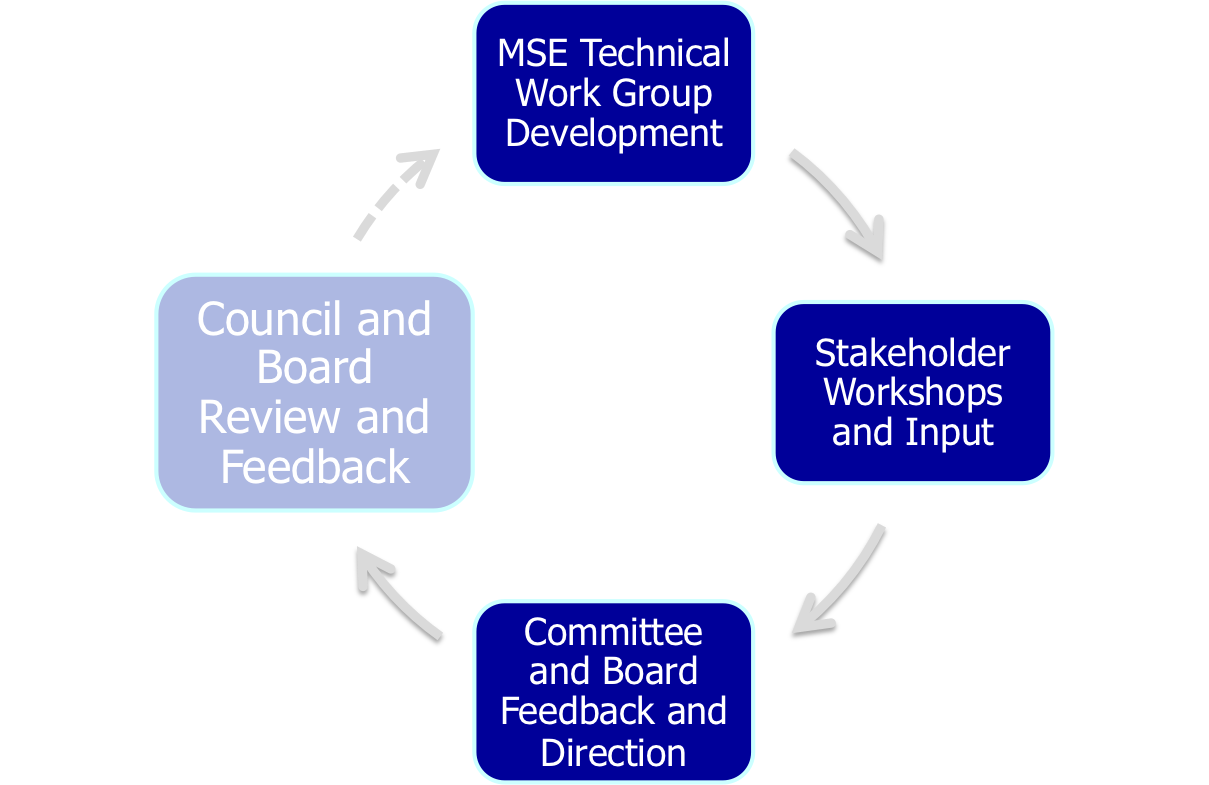 MSE Technical
Work Group
Development
Stakeholder
Workshops
and Input
Committee
and Board
Feedback and
Direction
Council and
Board
Review and
Feedback